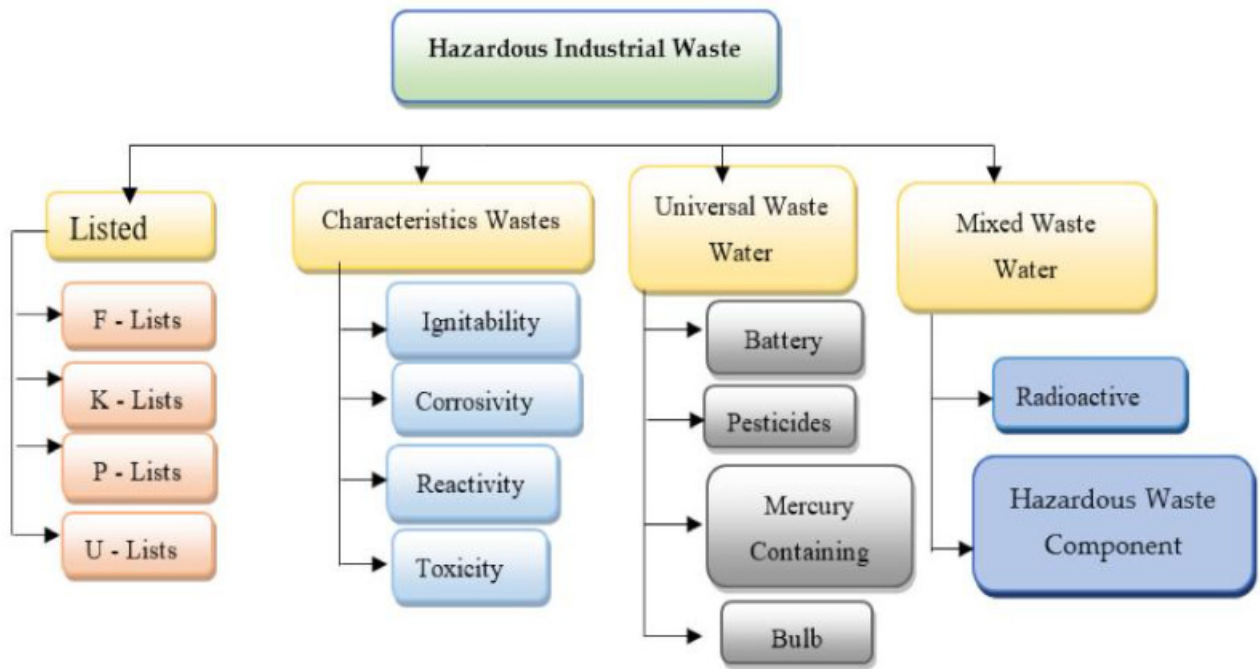 Hazardous Industrial Waste
Listed
F - Lists
K - Lists
P - Lists
U - Lists
Characteristics Wastes
Ignitability
Corrosivity
Reactivity
Toxicity
Universal Waste
Water
Battery
Pesticides
Mercury
Containing
Bulb
Mixed Waste
Water
Radioactive
Hazardous Waste
Component